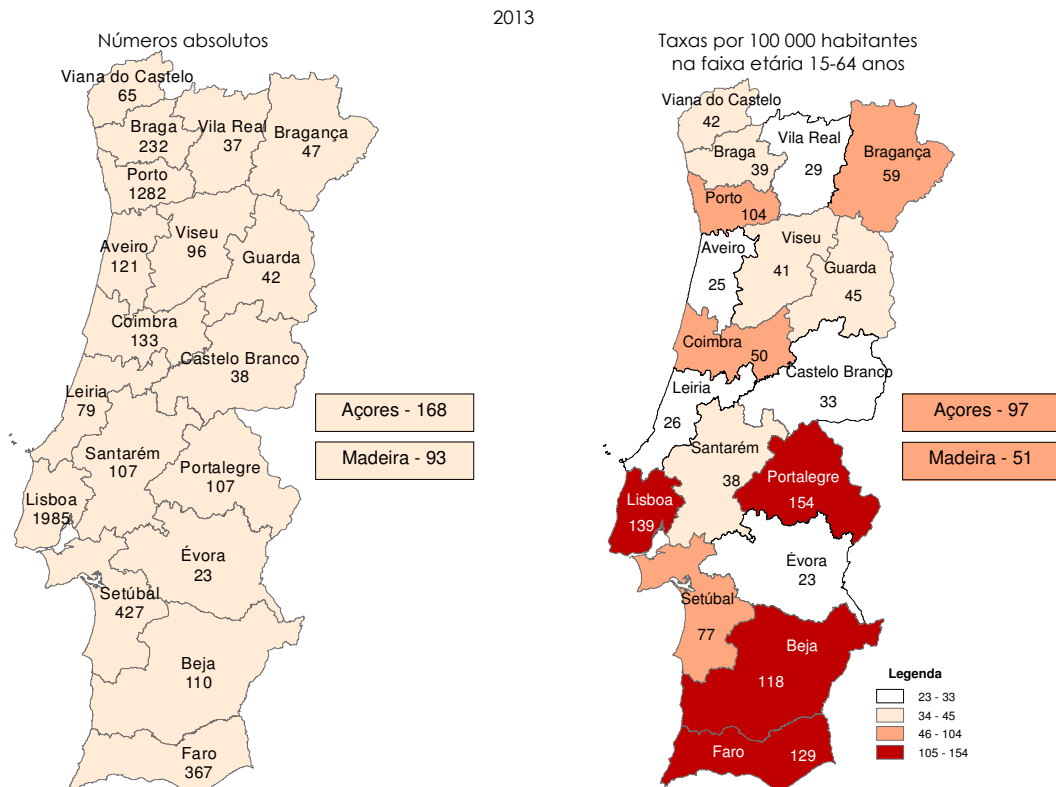 2013
Números absolutos
Viana do Castelo
65
Braga
232
Vila Real
37
Bragança
47
Porto
1282
Aveiro
121
Viseu
96
Guarda
42
Coimbra
133
Castelo Branco
38
Leiria
79
Santarém
107
Portalegre
107
Lisboa
1985
Évora
23
Setúbal
427
Beja
110
Faro
367
Açores - 168
Madeira - 93
Taxas por 100 000 habitantes
na faixa etária 15-64 anos
Viana do Castelo
42
Vila Real
29
Braga
39
Bragança
59
Porto
104
Aveiro
25
Viseu
41
Guarda
45
Coimbra
50
Castelo Branco
33
Leiria
26
Santarém
38
Portalegre
154
Lisboa
139
Évora
23
Setúbal
77
Beja
118
Faro
129
Açores - 97
Madeira - 51
Legenda
23 - 33
34 - 45
46 - 104
105 - 154